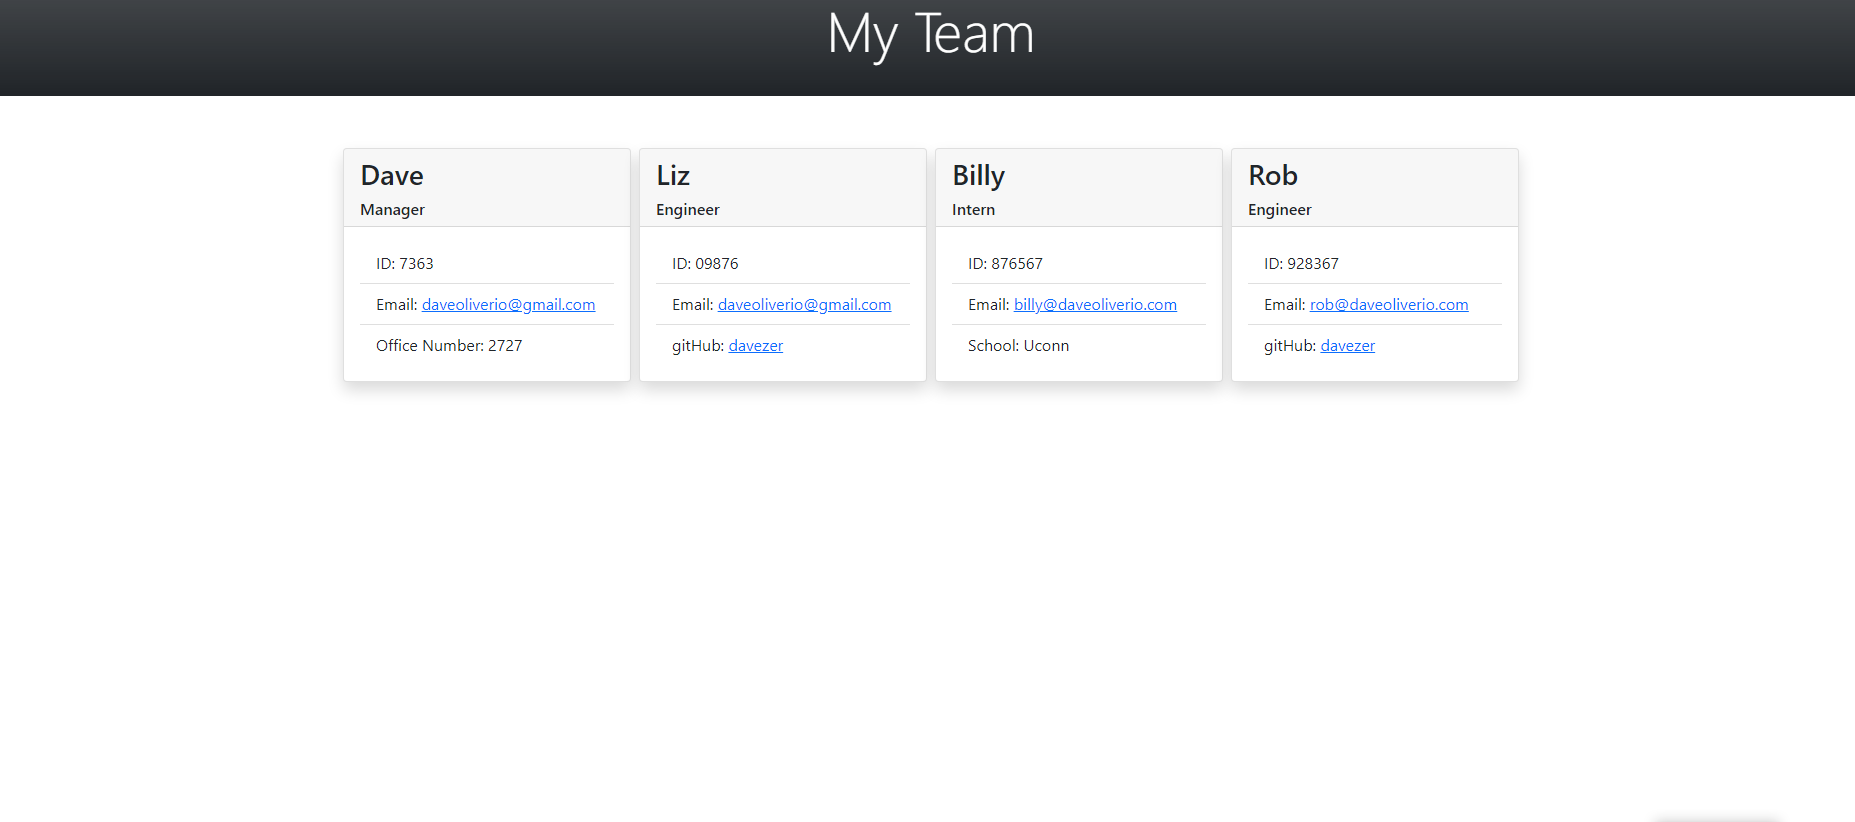 My Team
Dave
Manager
ID: 7363
Email: daveoliverio@gmail.com
Office Number: 2727
Liz
Engineer
ID: 09876
Email: daveoliverio@gmail.com
gitHub: davezer
Billy
Intern
ID: 876567
Email: billy@daveoliverio.com
School: Uconn
Rob
Engineer
ID: 928367
Email: rob@daveoliverio.com
gitHub: davezer